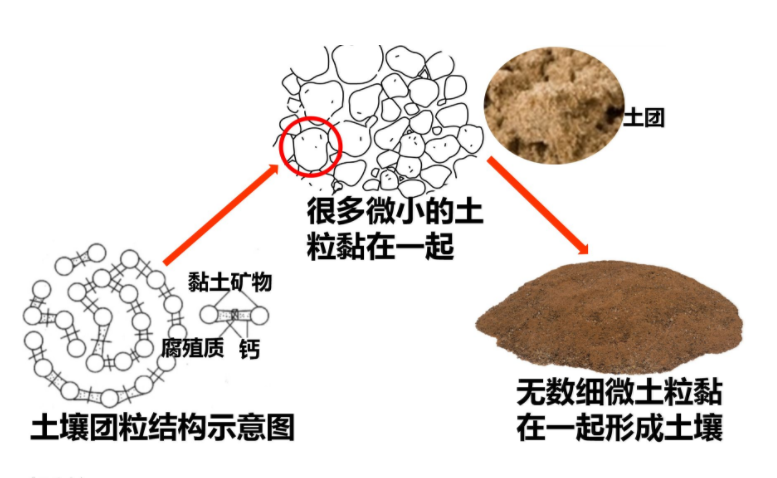 土团
很多微小的土
粒黏在一起
黏土矿物
腐殖质 钙
土壤团粒结构示意图
无数细微土粒黏
在一起形成土壤